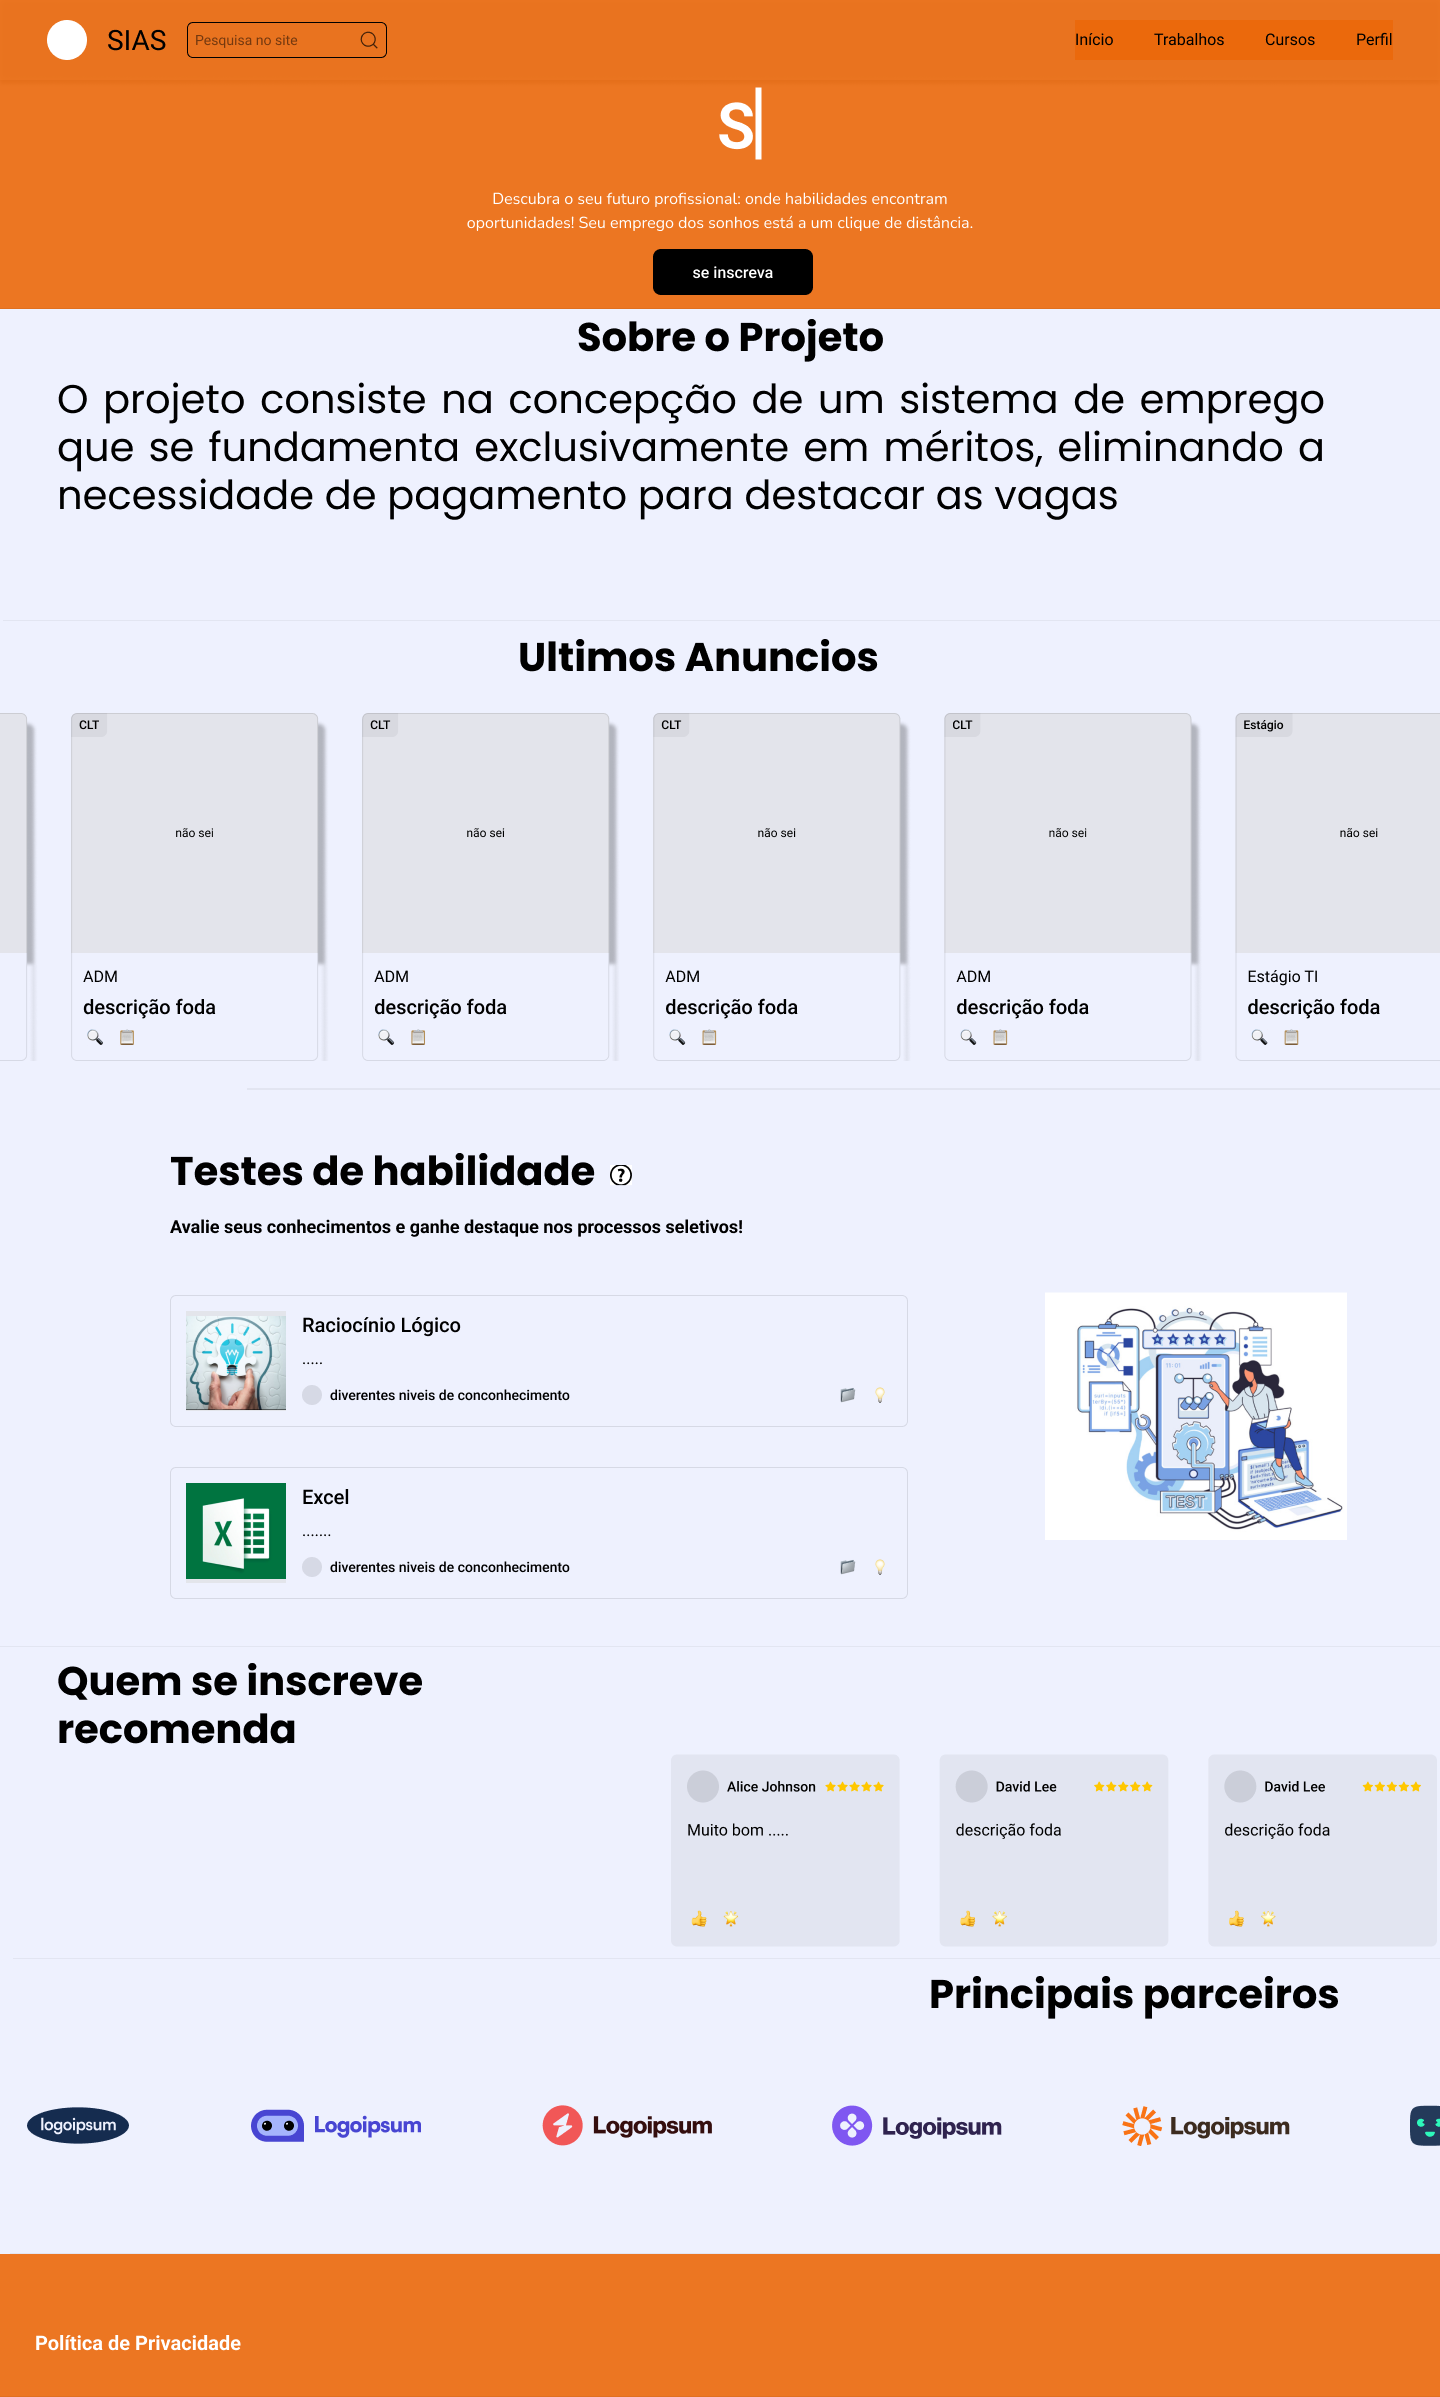 SIAS
Pesquisa no site
Início
Trabalhos
Cursos
Perfil
S|
Descubra o seu futuro profissional: onde habilidades encontram
oportunidades! Seu emprego dos sonhos está a um clique de distância.
se inscreva
Sobre o Projeto
O projeto consiste na concepção de um sistema de emprego
que se fundamenta exclusivamente em méritos, eliminando a
necessidade de pagamento para destacar as vagas
Ultimos Anuncios
CLT
CLT
CLT
CLT
Estágio
não sei
não sei
não sei
não sei
não sei
ADM
ADM
ADM
ADM
Estágio TI
descrição foda
descrição foda
descrição foda
descrição foda
descrição foda
Testes de habilidade ?
Avalie seus conhecimentos e ganhe destaque nos processos seletivos!
Raciocínio Lógico
.....
diverentes niveis de conconhecimento
Excel
.......
diverentes niveis de conconhecimento
X
TEST
Quem se inscreve
recomenda
Alice Johnson
Muito bom .....
David Lee
descrição foda
David Lee
descrição foda
Principais parceiros
logoipsum
Logoipsum
Logoipsum
Logoipsum
Logoipsum
Política de Privacidade